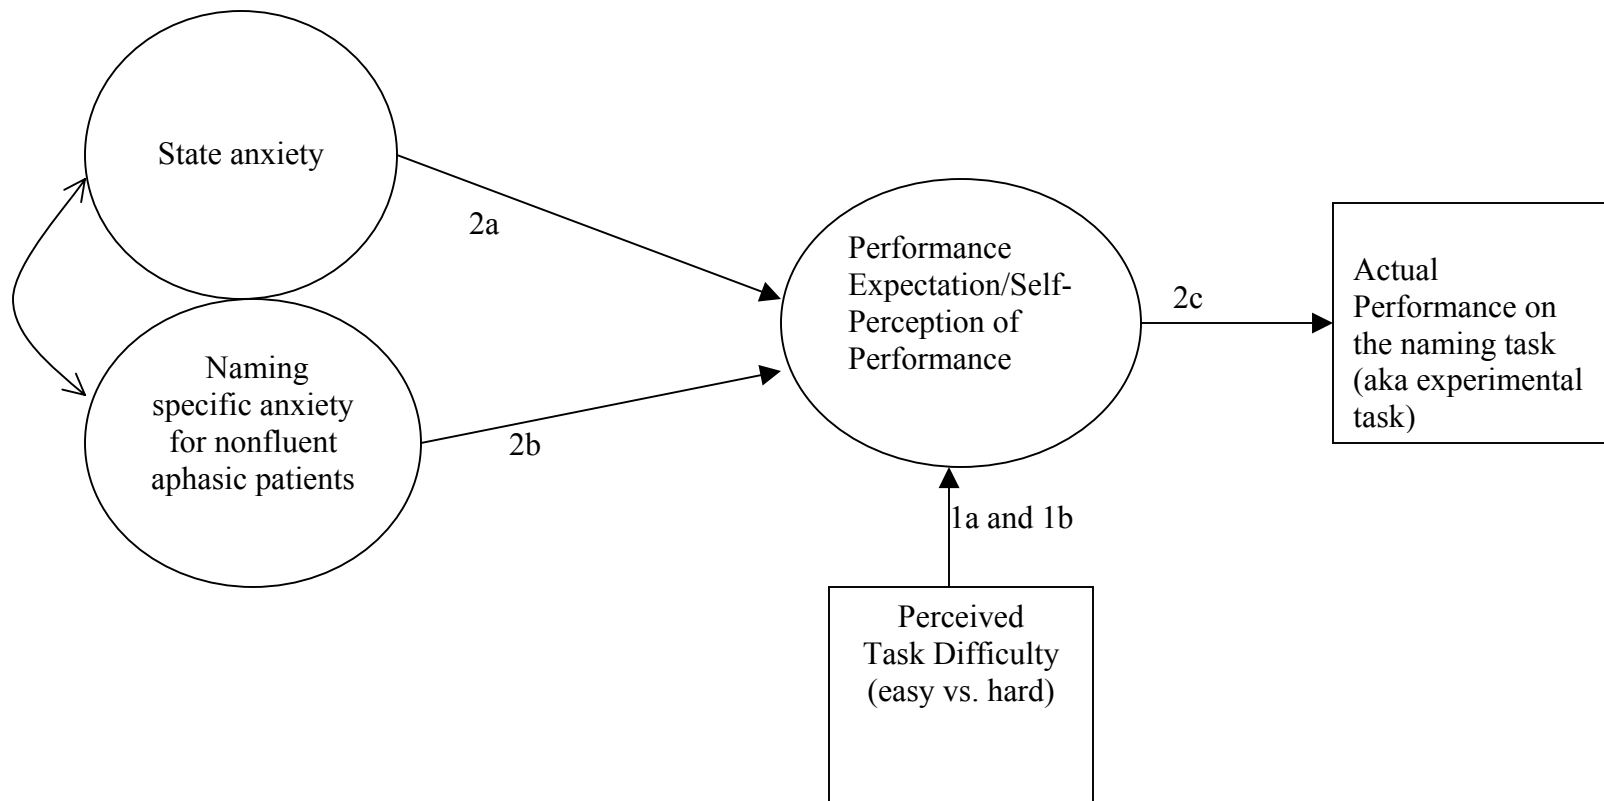 State anxiety
2a
Naming
specific anxiety
for nonfluent
aphasic patients
2b
Performance
Expectation/Self-
Perception of
Performance
2c
Actual
Performance on
the naming task
(aka experimental
task)
1a and 1b
Perceived
Task Difficulty
(easy vs. hard)